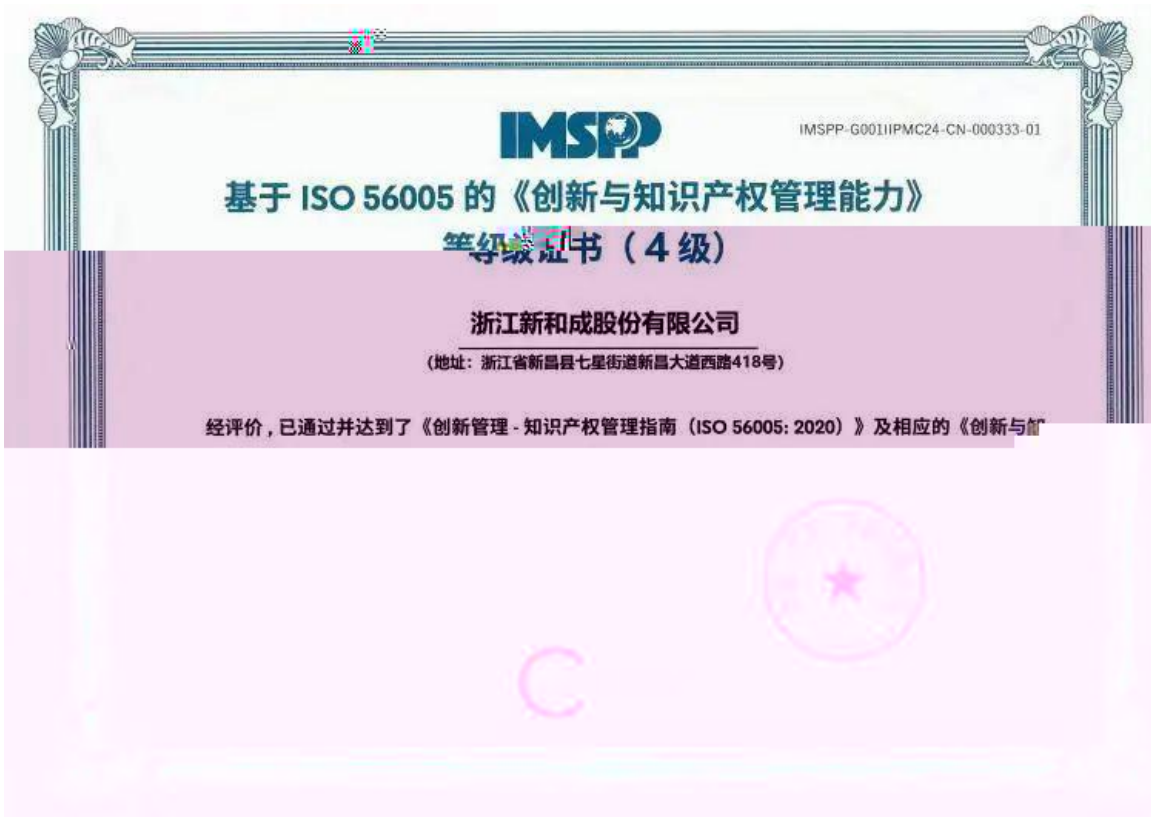 IMSPP
IMSPP-G001IIPMC24-CN-000333-01
基于 ISO 56005 的《创新与知识产权管理能力》
等级证书（4 级）
浙江新和成股份有限公司
（地址：浙江省新昌县七星街道新昌大道西路418号）
经评价 , 已通过并达到了《创新管理 - 知识产权管理指南（ISO 56005: 2020）》及相应的《创新与